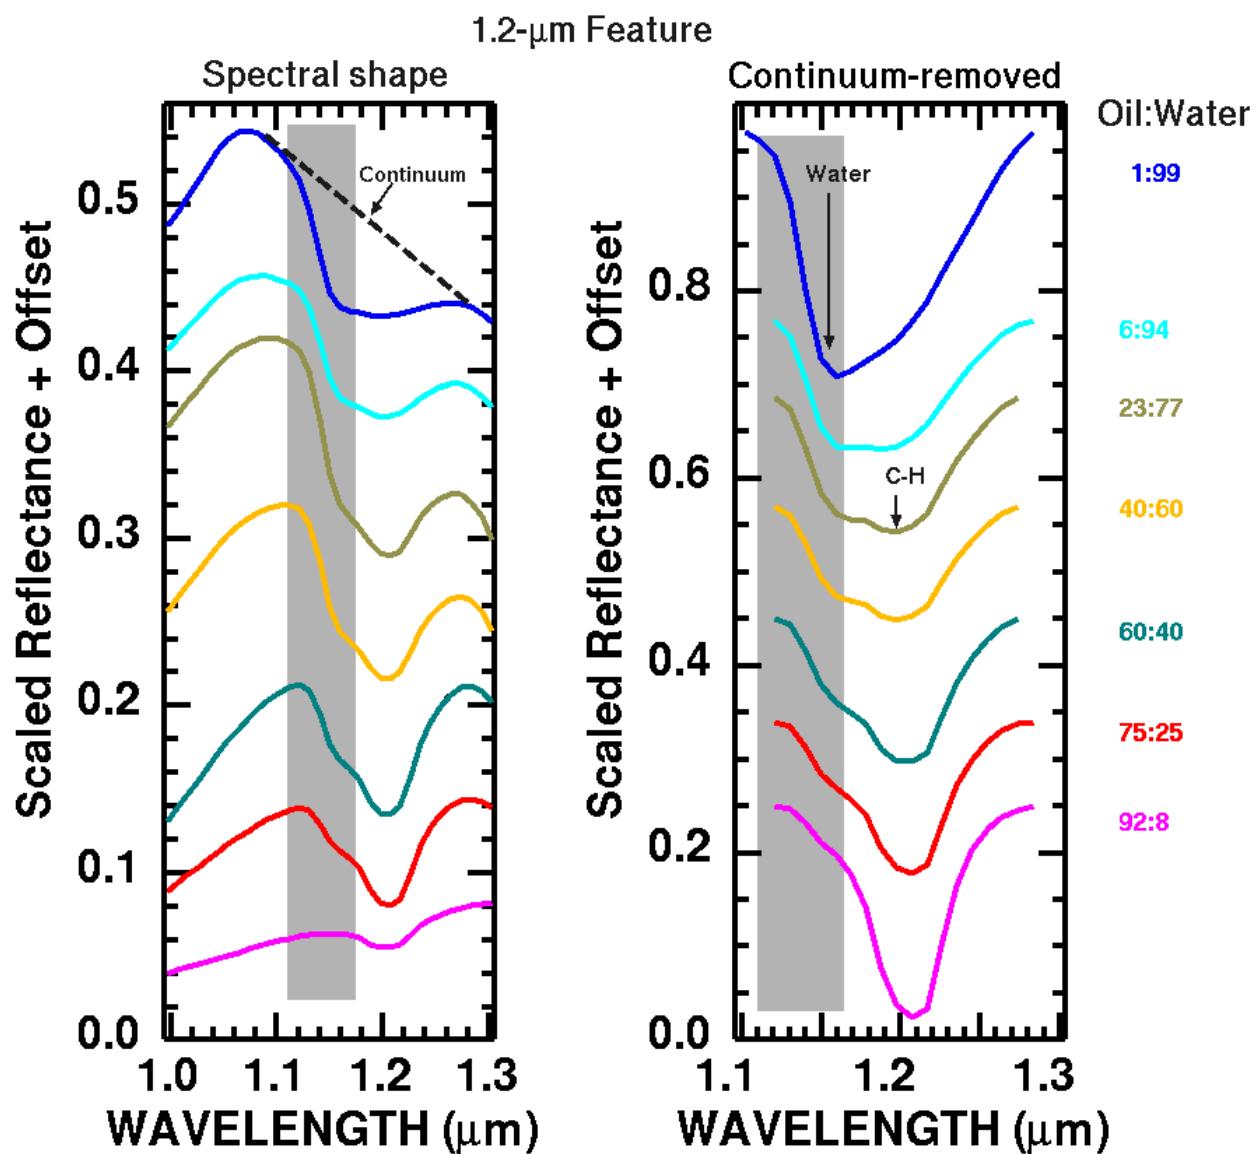 1.2-μm Feature
Spectral shape
Continuum-removed
Oil:Water
Scaled Reflectance + Offset
0.5
0.4
0.3
0.2
0.1
0.0
Continuum
1.0 1.1 1.2 1.3
WAVELENGTH (μm)
Scaled Reflectance + Offset
0.8
0.6
0.4
0.2
0.0
Water
C-H
1.1 1.2 1.3
WAVELENGTH (μm)
1:99
6:94
23:77
40:60
60:40
75:25
92:8